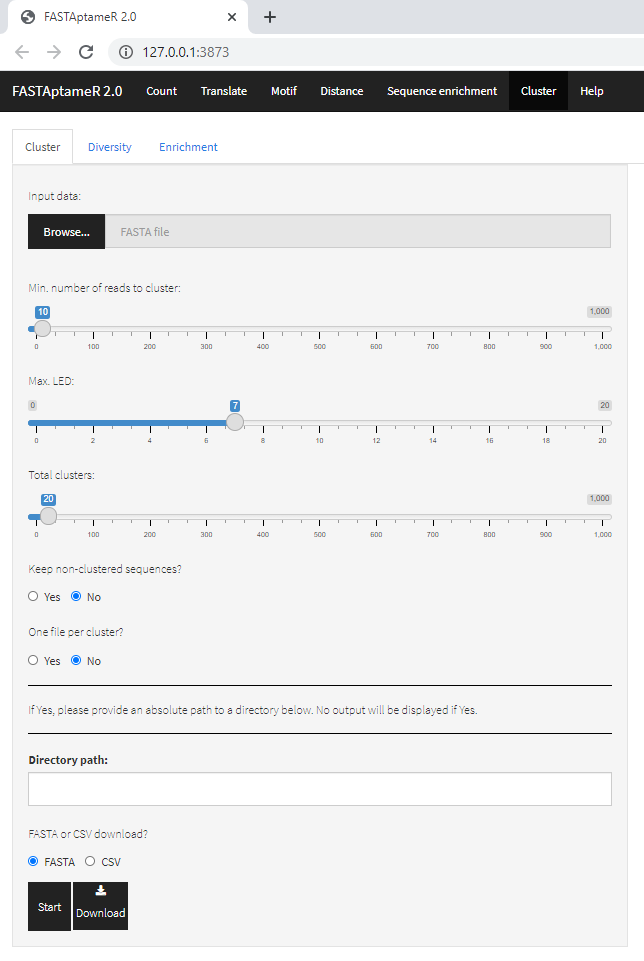 FASTAptameR 2.0
127.0.0.1:3873
FASTAptameR 2.0 Count Translate Motif Distance Sequence enrichment Cluster Help
Cluster Diversity Enrichment
Input data:
Browse... FASTA file
Min. number of reads to cluster:
10 1,000
0 100 200 300 400 500 600 700 800 900 1,000
Max. LED:
0 7 20
0 2 4 6 8 10 12 14 16 18 20
Total clusters:
20 1,000
0 100 200 300 400 500 600 700 800 900 1,000
Keep non-clustered sequences?
Yes No
One file per cluster?
Yes No
If Yes, please provide an absolute path to a directory below. No output will be displayed if Yes.
Directory path:
FASTA or CSV download?
FASTA CSV
Start Download